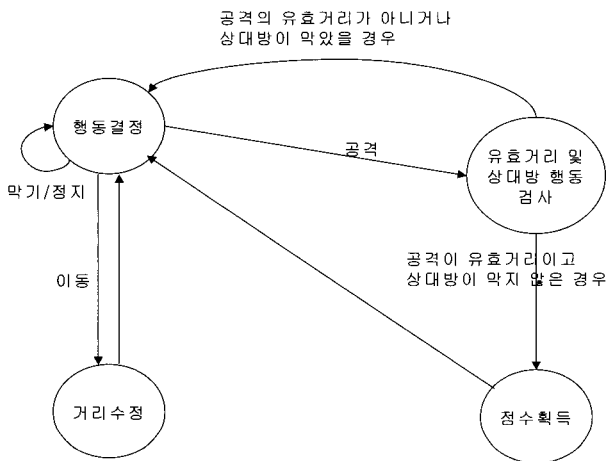 공격의 유효거리가 아니거나
상대방이 막았을 경우
행동결정
공격
유효거리 및
상대방 행동
검사
막기/정지
이동
공격이 유효거리이고
상대방이 막지 않은 경우
거리수정
점수획득